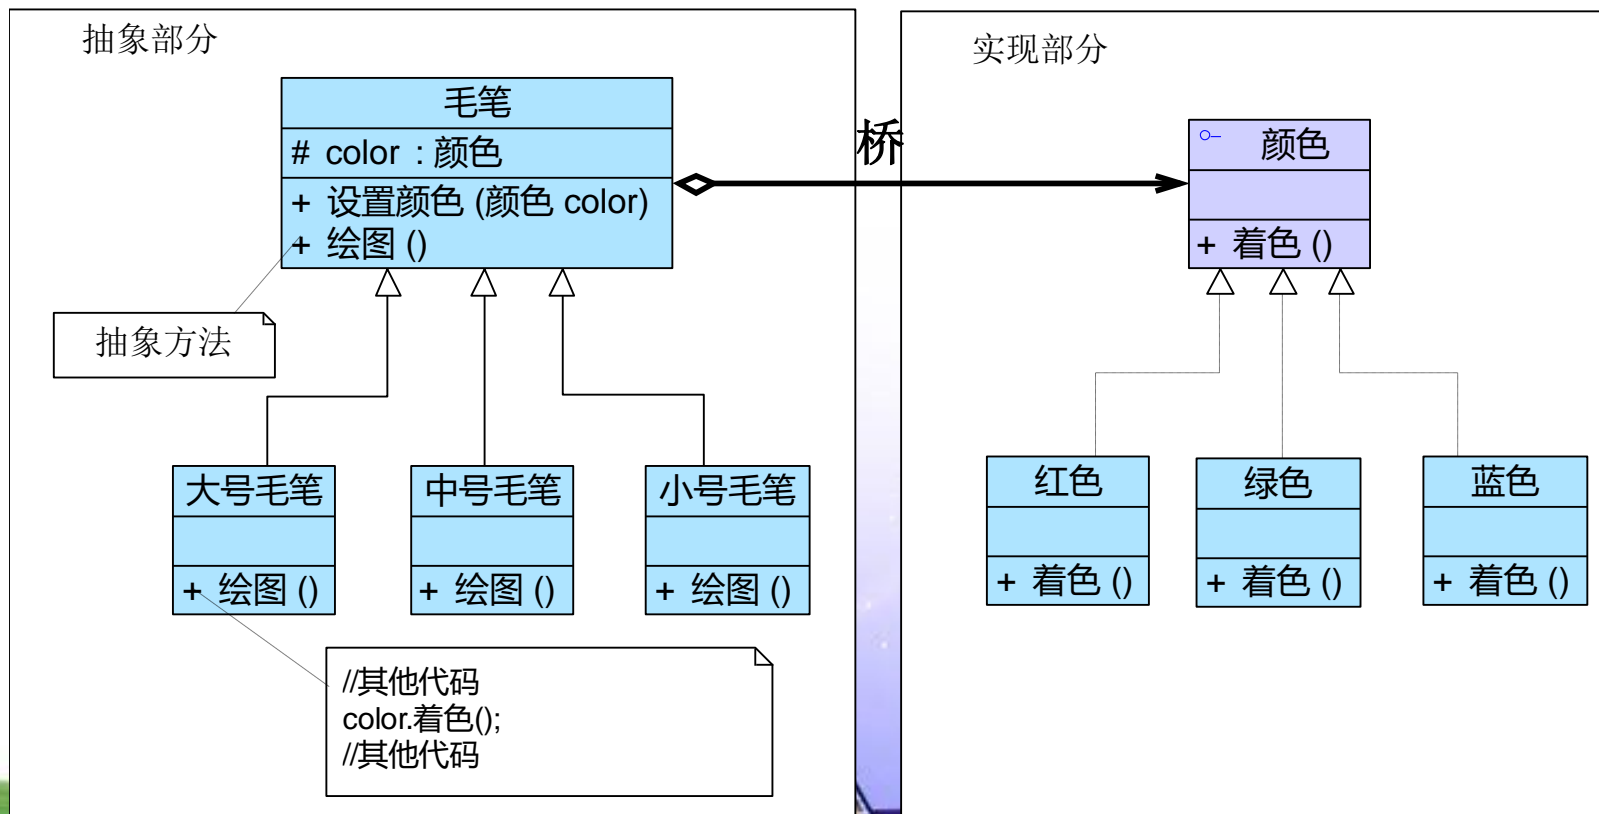 抽象部分
毛笔
# color : 颜色
+ 设置颜色 (颜色 color)
+ 绘图 ()
抽象方法
大号毛笔
+ 绘图 ()
中号毛笔
+ 绘图 ()
小号毛笔
+ 绘图 ()
//其他代码
color.着色();
//其他代码
桥
实现部分
颜色
+ 着色 ()
红色
+ 着色 ()
绿色
+ 着色 ()
蓝色
+ 着色 ()